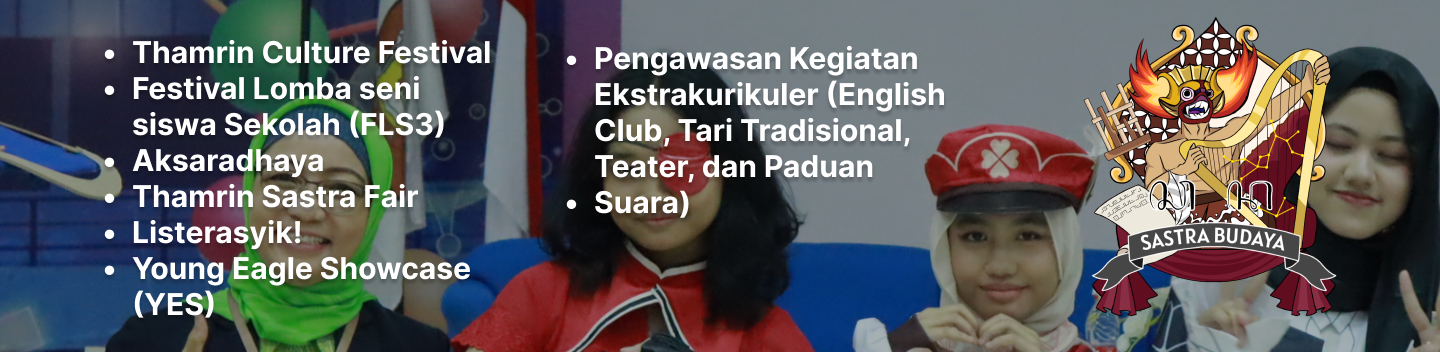 • Thamrin Culture Festival
• Festival Lomba seni
siswa Sekolah (FLS3)
• Aksaradhaya
• Thamrin Sastra Fair
• Listerasyik!
• Young Eagle Showcase
(YES)
• Pengawasan Kegiatan
Ekstrakurikuler (English
Club, Tari Tradisional,
Teater, dan Paduan
• Suara)
SASTRA BUDAYA